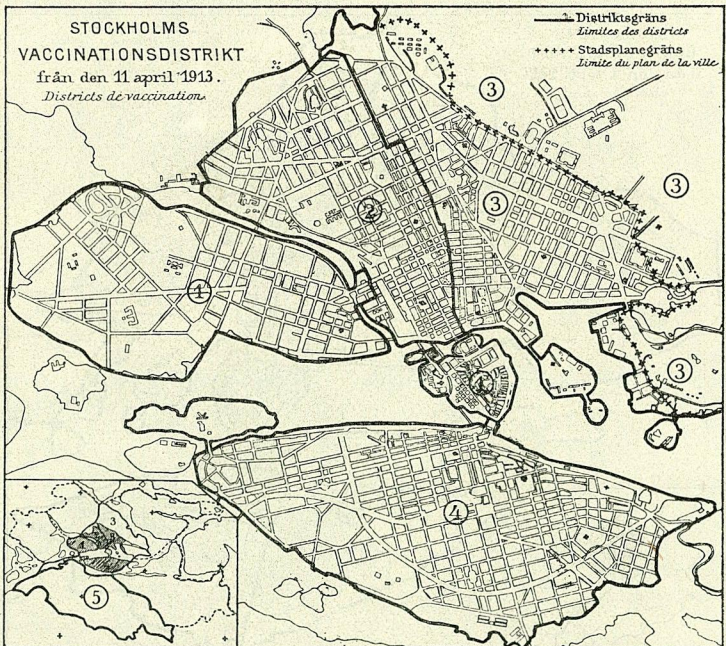 STOCKHOLMS
VACCINATIONSDISTRIKT
från den 11 april 1913.
Districts de vaccination.
Distriktsgräns
Limites des districts
Stadsplanegräns
Limite du plan de la ville
3
3
2
3
1
3
4
3
5